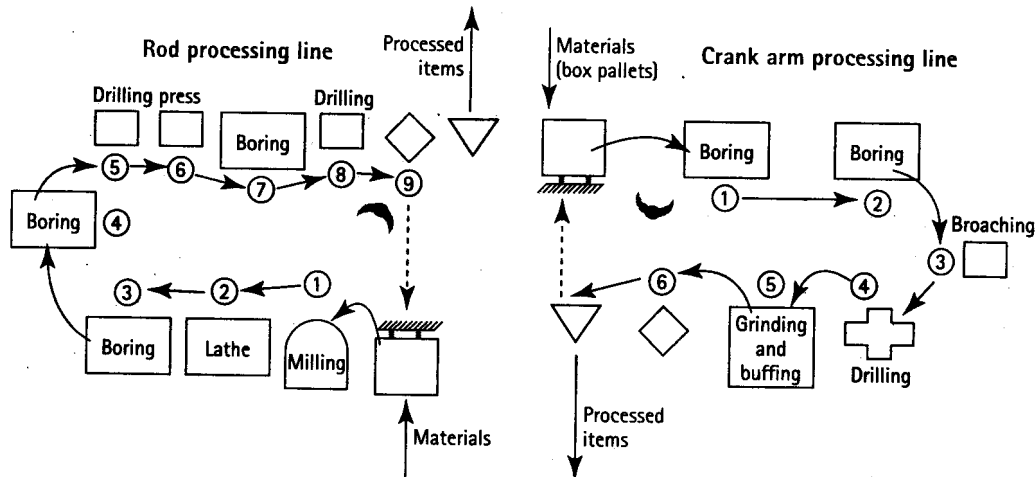 Rod processing line
Processed
items
Drilling press
Drilling
Boring
5
6
7
8
9
Boring
4
3
2
1
Boring
Lathe
Milling
Materials
Materials
(box pallets)
Crank arm processing line
Boring
Boring
1
2
Broaching
3
6
5
4
Grinding
and
buffing
Drilling
Processed
items